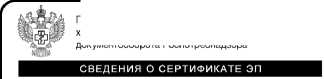 П
х
документооборота Роспотребнадзора
СВЕДЕНИЯ О СЕРТИФИКАТЕ ЭП